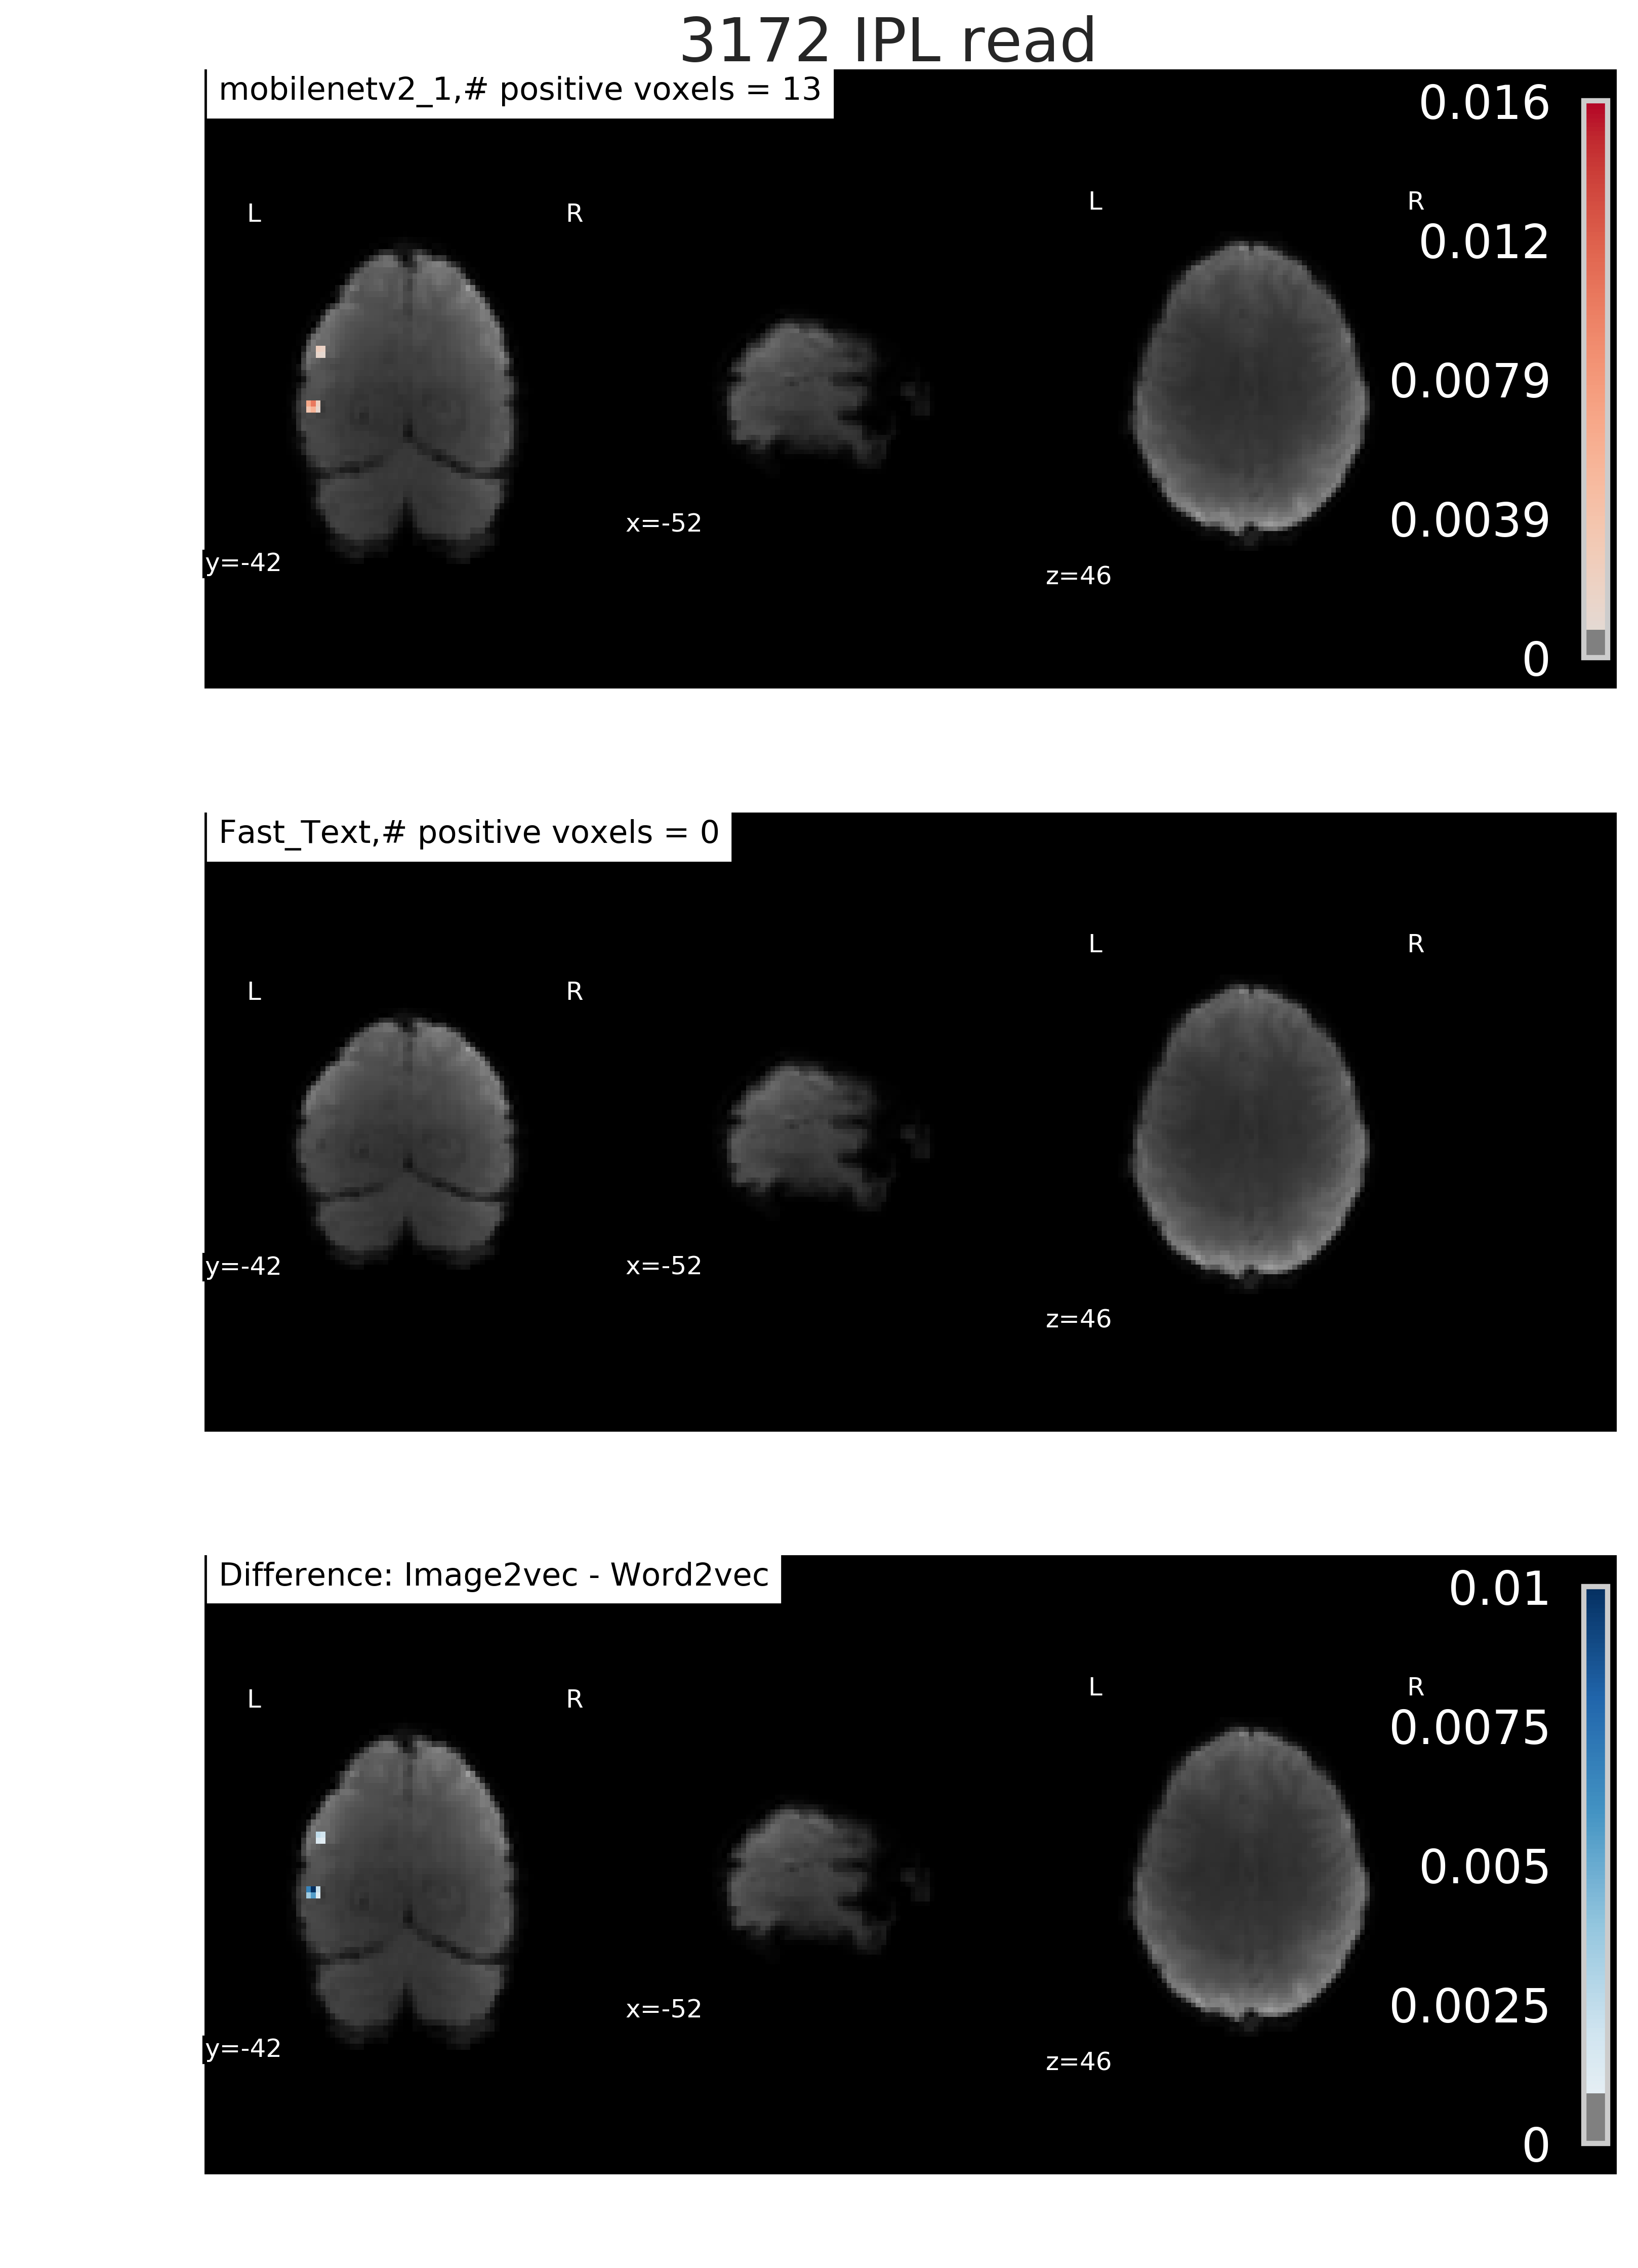 3172 IPL read
mobilenetv2_1,# positive voxels = 13
0.016
L R L R
0.012
0.0079
0.0039
x=-52
y=-42
z=46
0
Fast_Text,# positive voxels = 0
L R
L R
y=-42 x=-52
z=46
Difference: Image2vec - Word2vec
0.01
L R L R
0.0075
0.005
0.0025
x=-52
y=-42
z=46
0